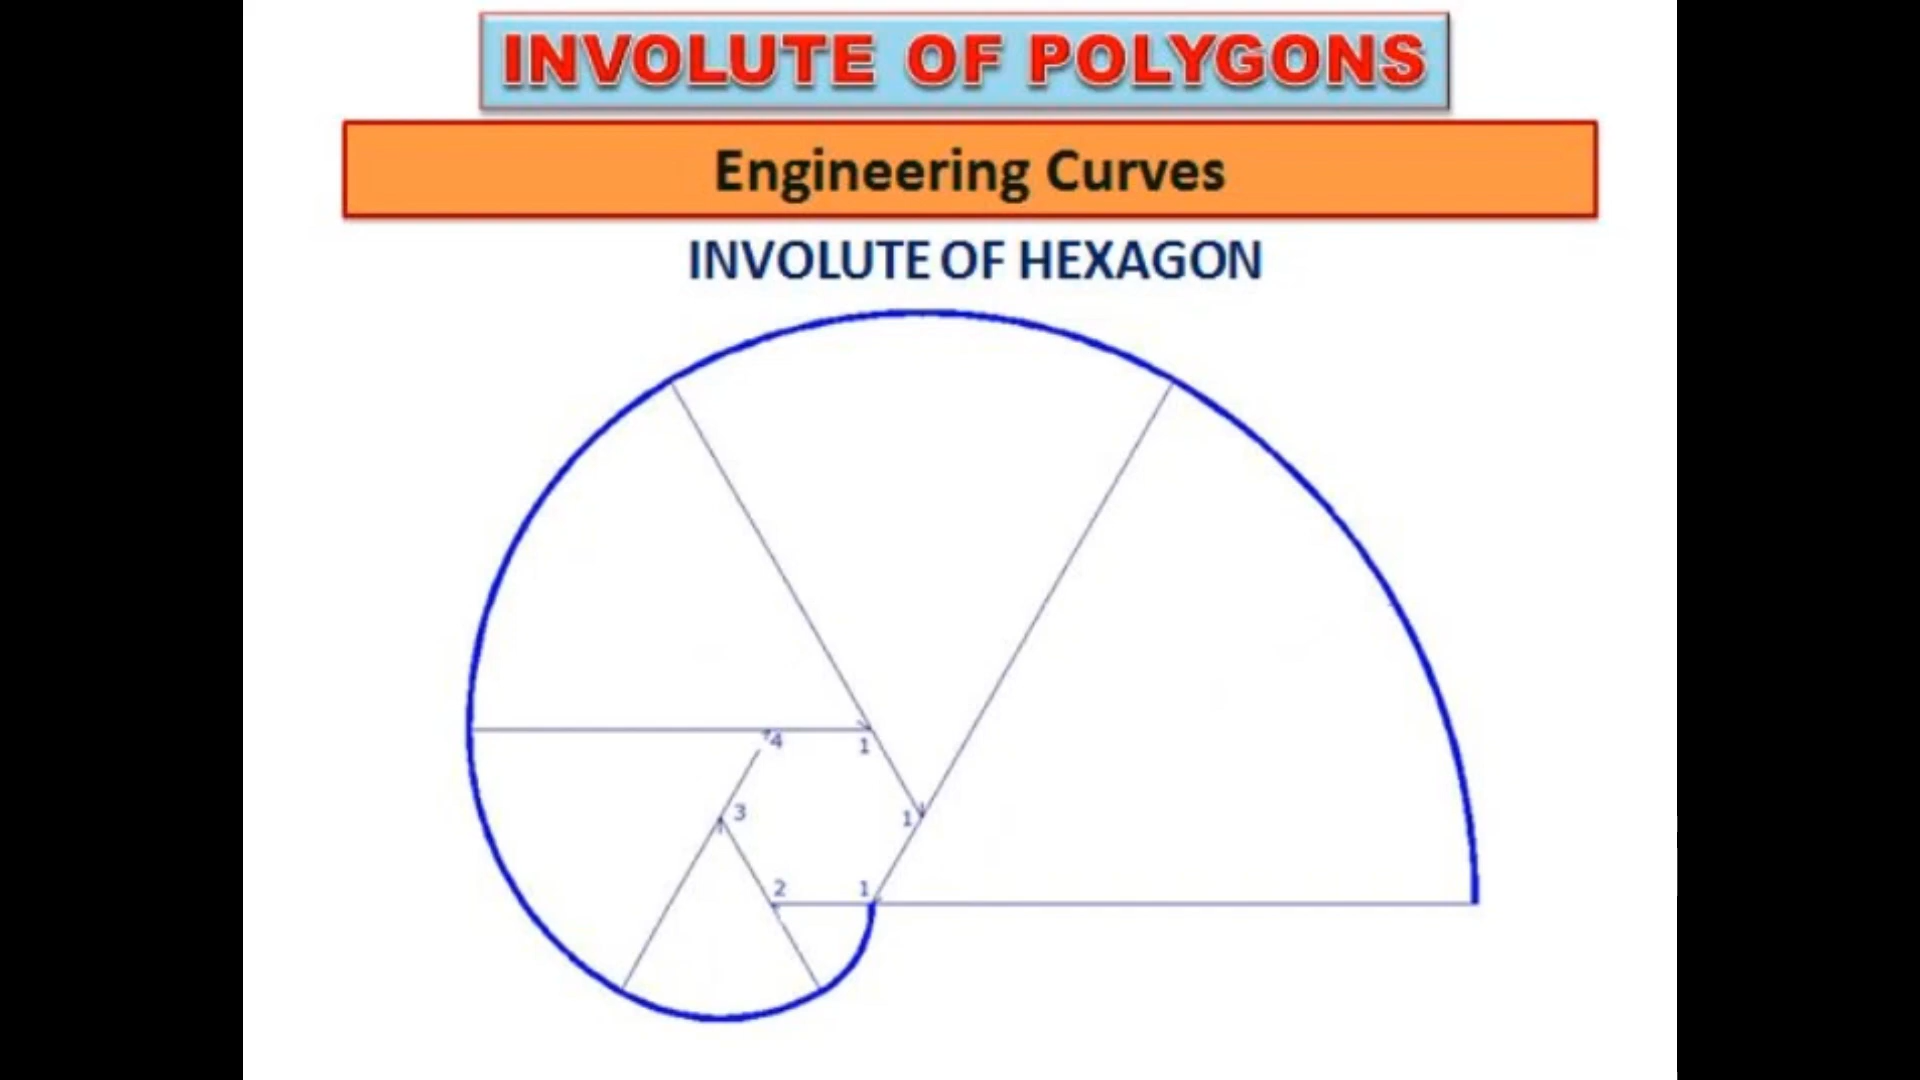 INVOLUTE OF POLYGONS
Engineering Curves
INVOLUTE OF HEXAGON
4
1
3
1
2
1